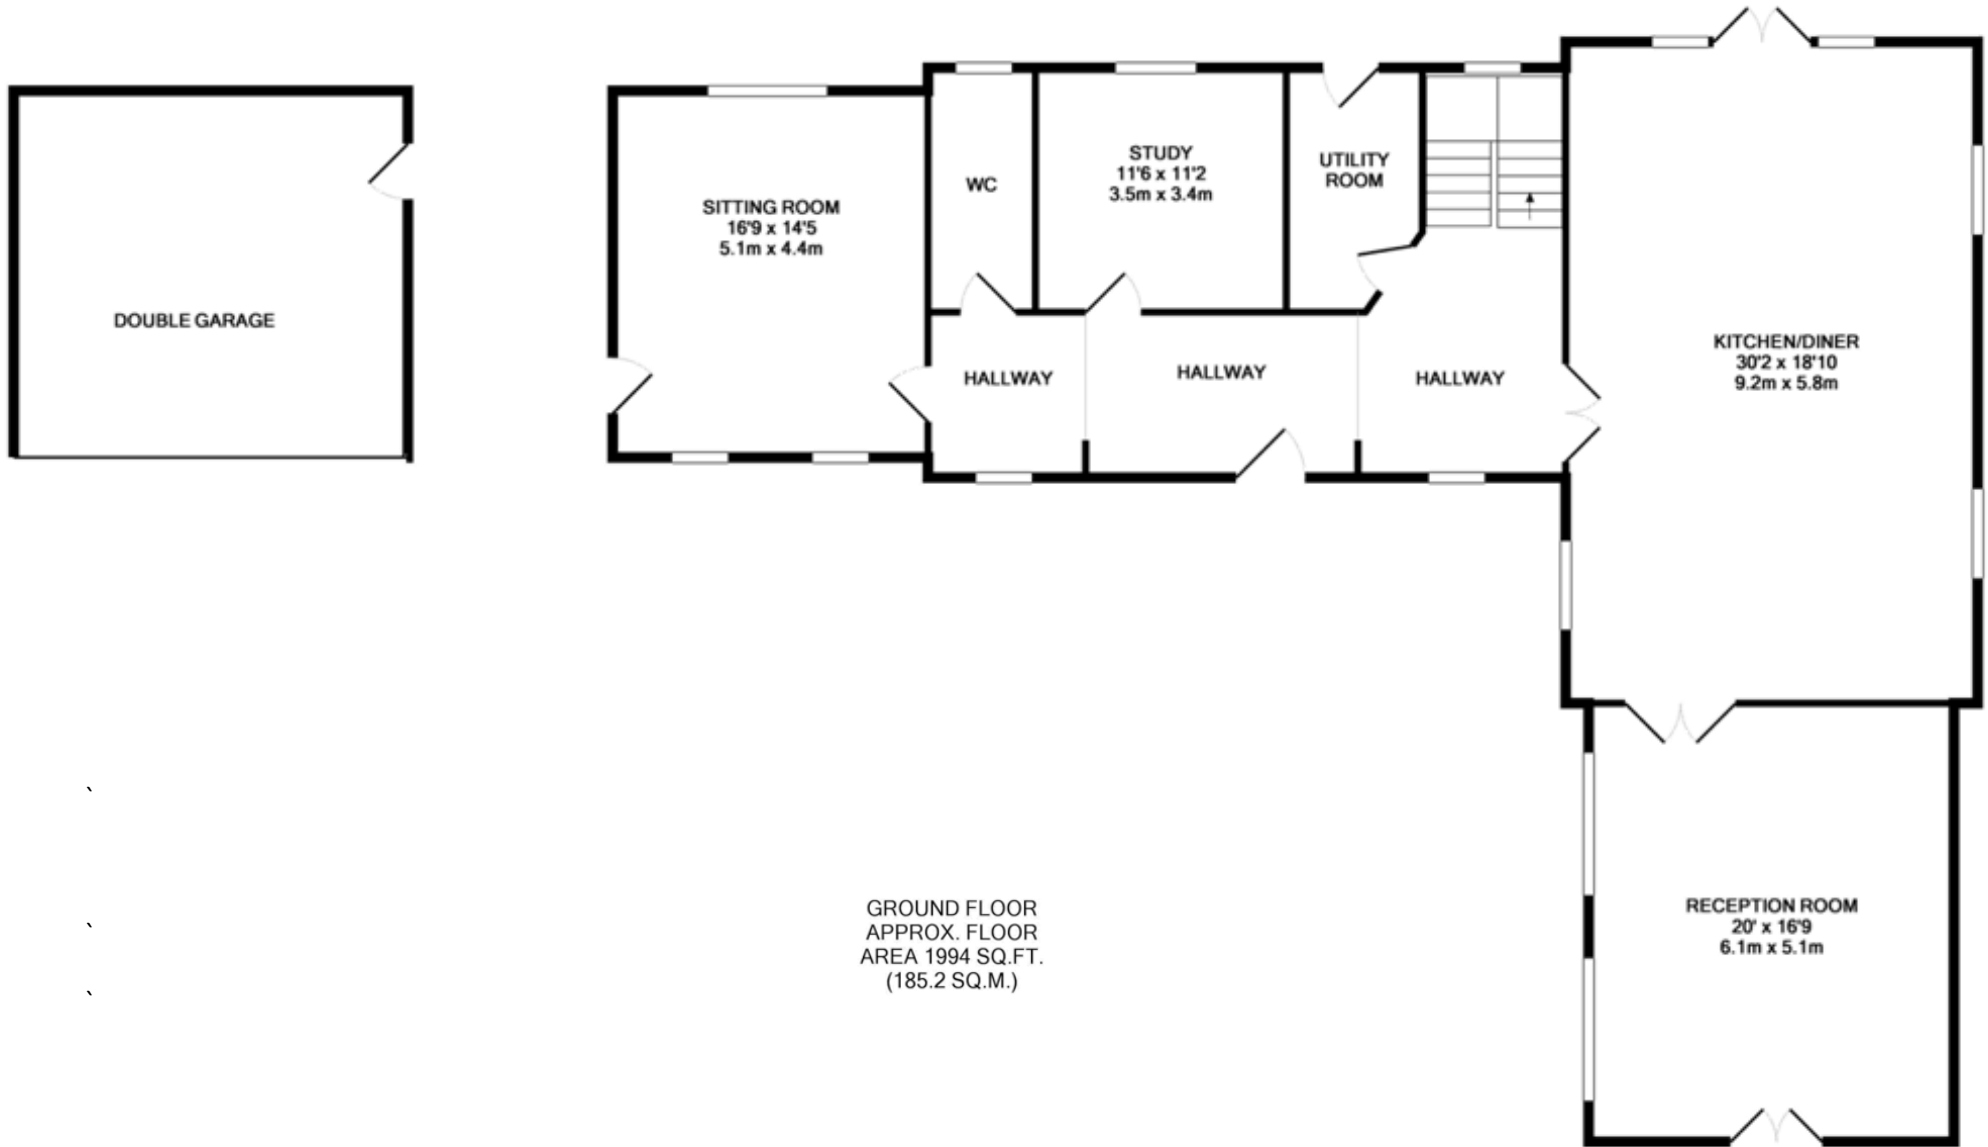 DOUBLE GARAGE
SITTING ROOM
16'9 x 14'5
5.1m x 4.4m
WC
STUDY
11'6 x 11'2
3.5m x 3.4m
UTILITY
ROOM
HALLWAY
HALLWAY
HALLWAY
KITCHEN/DINER
30'2 x 18'10
9.2m x 5.8m
RECEPTION ROOM
20' x 16'9
6.1m x 5.1m
GROUND FLOOR
APPROX. FLOOR
AREA 1994 SQ.FT.
(185.2 SQ.M.)
`
`
`